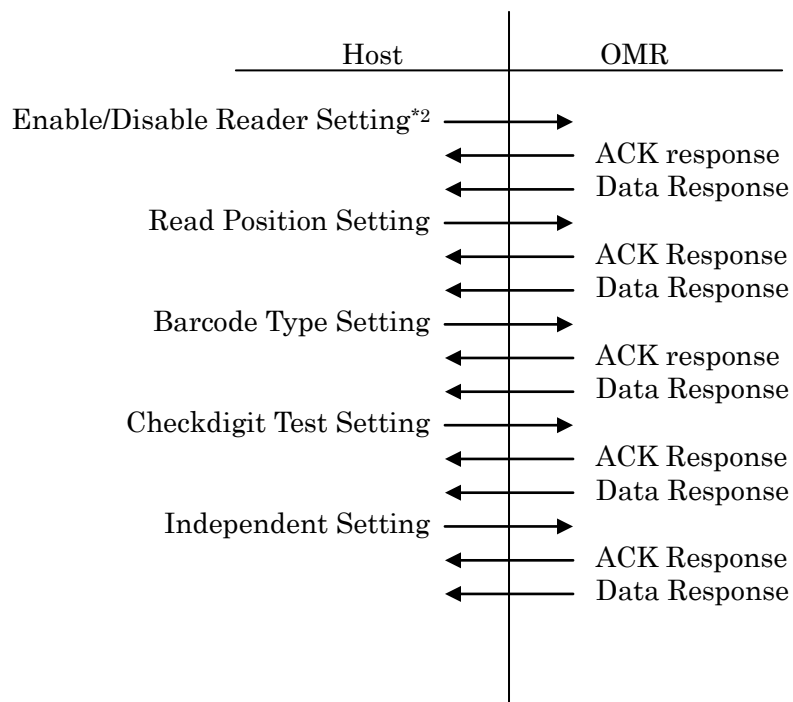 Host OMR
Enable/Disable Reader Setting*2
ACK response
Data Response
Read Position Setting
ACK Response
Data Response
Barcode Type Setting
ACK response
Data Response
Checkdigit Test Setting
ACK Response
Data Response
Independent Setting
ACK Response
Data Response